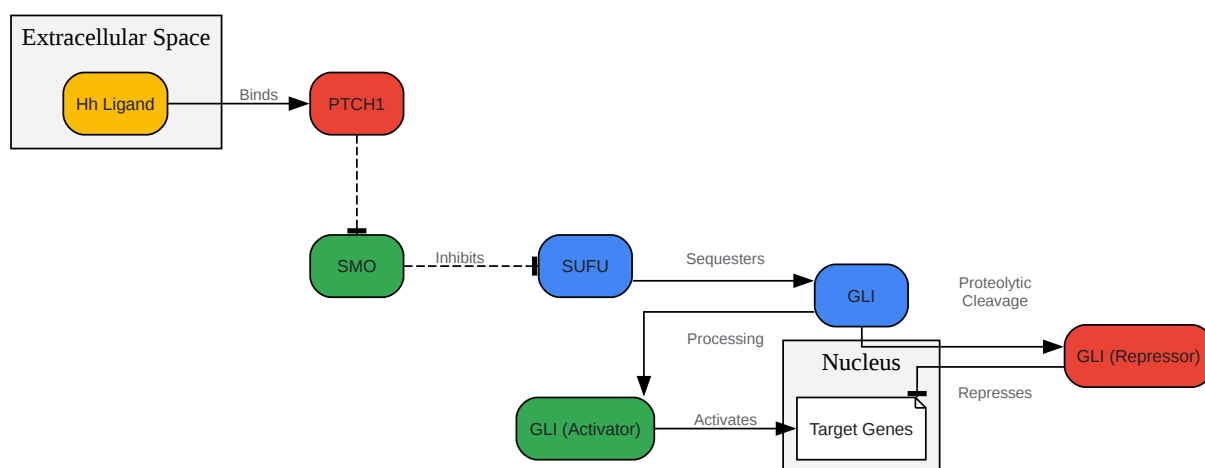 Extracellular Space
Hh Ligand
Binds
PTCH1
SMO
Inhibits
SUFU
Sequesters
GLI
Proteolytic
Cleavage
Processing
Nucleus
GLI (Repressor)
Represses
GLI (Activator)
Activates
Target Genes